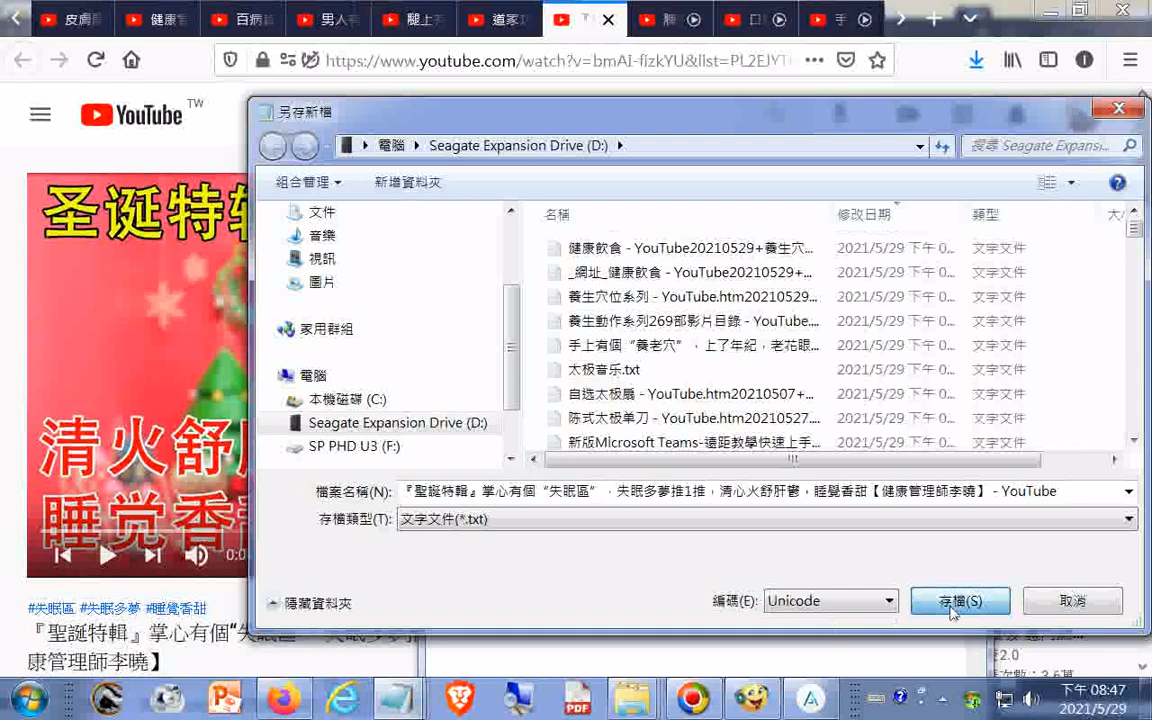 皮膚
健康管
百病
男人
腿上
道家
https://www.youtube.com/watch?v=bmAI-fizkYU&list=PL2EJYT
YouTube TW
圣诞特辑
清火舒
睡觉香
0:0
#失眠區 #失眠多夢 #睡覺香甜
『聖誕特輯』掌心有個“失眠區
康管理師李曉】
另存新檔
電腦 Seagate Expansion Drive (D:)
搜尋 Seagate Expansi...
組合管理 新增資料夾
文件
音樂
視訊
圖片
家用群組
電腦
本機磁碟 (C:)
Seagate Expansion Drive (D:)
SP PHD U3 (F:)
名稱 修改日期 類型 大
健康飲食 - YouTube20210529+養生穴... 2021/5/29 下午 0... 文字文件
_網址_健康飲食 - YouTube20210529+... 2021/5/29 下午 0... 文字文件
養生穴位系列 - YouTube.htm20210529... 2021/5/29 下午 0... 文字文件
養生動作系列269部影片目錄 - YouTube.... 2021/5/29 下午 0... 文字文件
手上有個“養老穴”，上了年紀，老花眼... 2021/5/29 下午 0... 文字文件
太极音乐.txt 2021/5/29 下午 0... 文字文件
自选太极扇 - YouTube.htm20210507+... 2021/5/29 下午 0... 文字文件
陈式太极单刀 - YouTube.htm20210527... 2021/5/29 下午 0... 文字文件
新版Microsoft Teams-遠距教學快速上手... 2021/5/29 下午 0... 文字文件
檔案名稱(N): 『聖誕特輯』掌心有個“失眠區”，失眠多夢推1推，清心火舒肝鬱，睡覺香甜【健康管理師李曉】 - YouTube
存檔類型(T): 文字文件(*.txt)
隱藏資料夾
編碼(E): Unicode
存檔(S)
取消
2.0
下午 08:47
2021/5/29